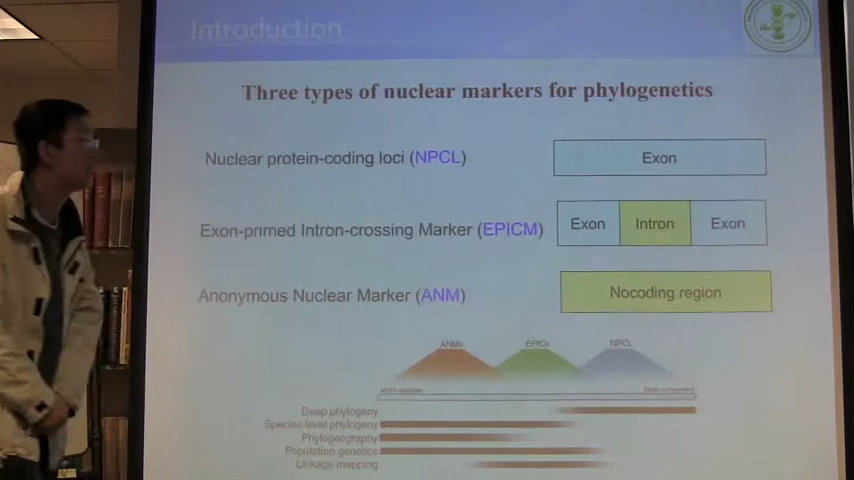 Introduction
Three types of nuclear markers for phylogenetics
Nuclear protein-coding loci (NPCL)
Exon
Exon-prnmed Intron-crossing Marker (EPICM)
Exon Intron Exon
Anonymous Nuclear Marker (ANM)
Nocoding region
ANMs EPICs NPCL
Deep phylogeny
Species-level phylogeny
Phylogeography
Population genetics
Linkage mapping